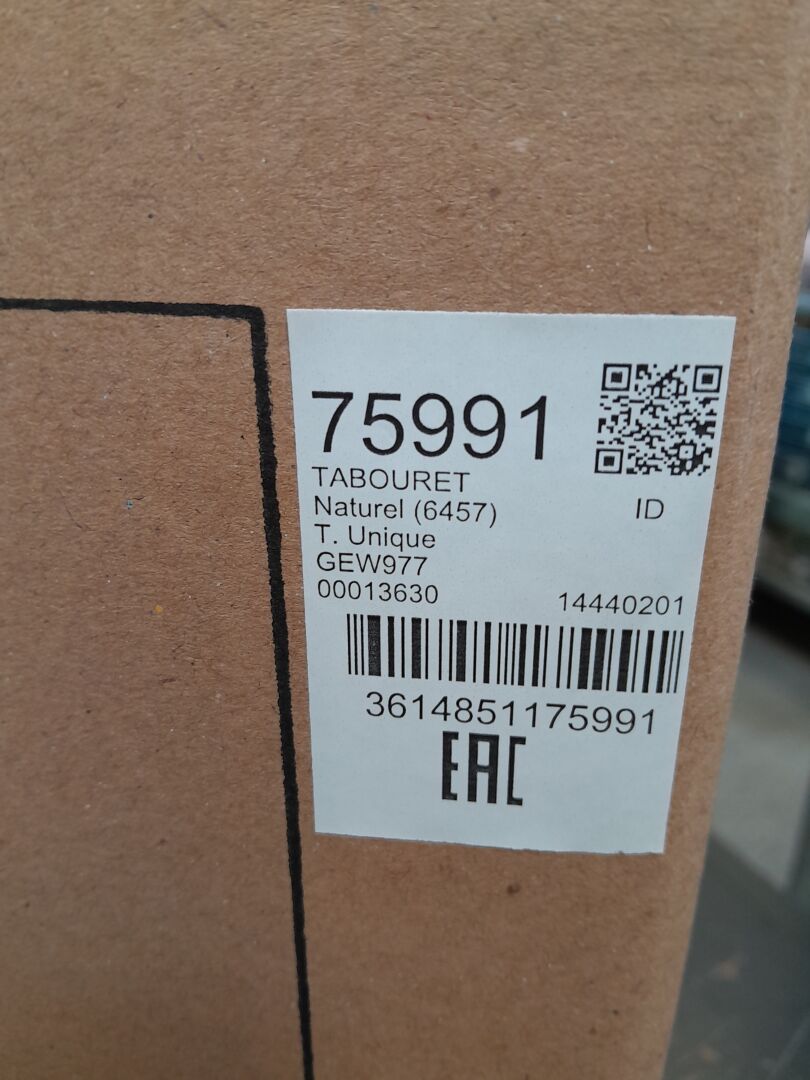 75991
TABOURET
Naturel (6457)
ID
T. Unique
GEW977
00013630
14440201
3614851175991
EAC